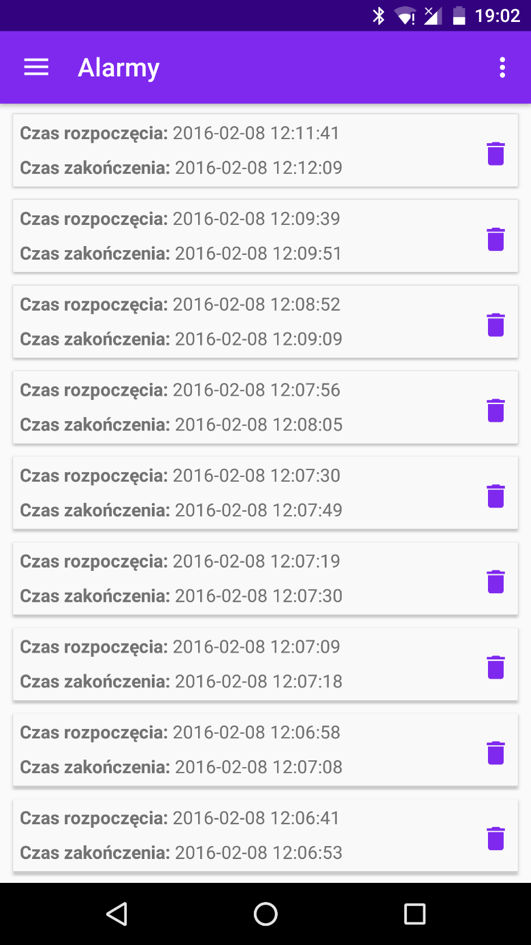 19:02
Alarmy
Czas rozpoczęcia: 2016-02-08 12:11:41
Czas zakończenia: 2016-02-08 12:12:09
Czas rozpoczęcia: 2016-02-08 12:09:39
Czas zakończenia: 2016-02-08 12:09:51
Czas rozpoczęcia: 2016-02-08 12:08:52
Czas zakończenia: 2016-02-08 12:09:09
Czas rozpoczęcia: 2016-02-08 12:07:56
Czas zakończenia: 2016-02-08 12:08:05
Czas rozpoczęcia: 2016-02-08 12:07:30
Czas zakończenia: 2016-02-08 12:07:49
Czas rozpoczęcia: 2016-02-08 12:07:19
Czas zakończenia: 2016-02-08 12:07:30
Czas rozpoczęcia: 2016-02-08 12:07:09
Czas zakończenia: 2016-02-08 12:07:18
Czas rozpoczęcia: 2016-02-08 12:06:58
Czas zakończenia: 2016-02-08 12:07:08
Czas rozpoczęcia: 2016-02-08 12:06:41
Czas zakończenia: 2016-02-08 12:06:53